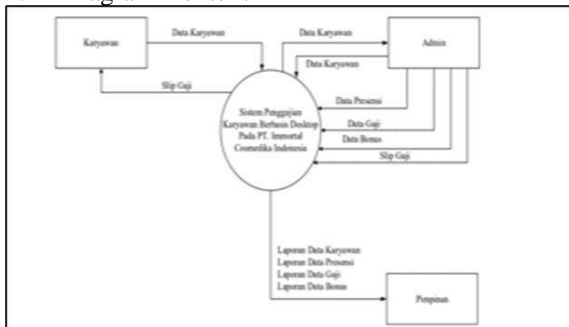 Karyawan
Data Karyawan
Data Karyawan
Admin
Data Karyawan
Slip Gaji
Sistem Penggajian
Karyawan Berbasis Desktop
Pada PT. Immortal
Cosmedika Indonesia
Data Presensi
Data Gaji
Data Bonus
Slip Gaji
Laporan Data Karyawan
Laporan Data Presensi
Laporan Data Gaji
Laporan Data Bonus
Pimpinan